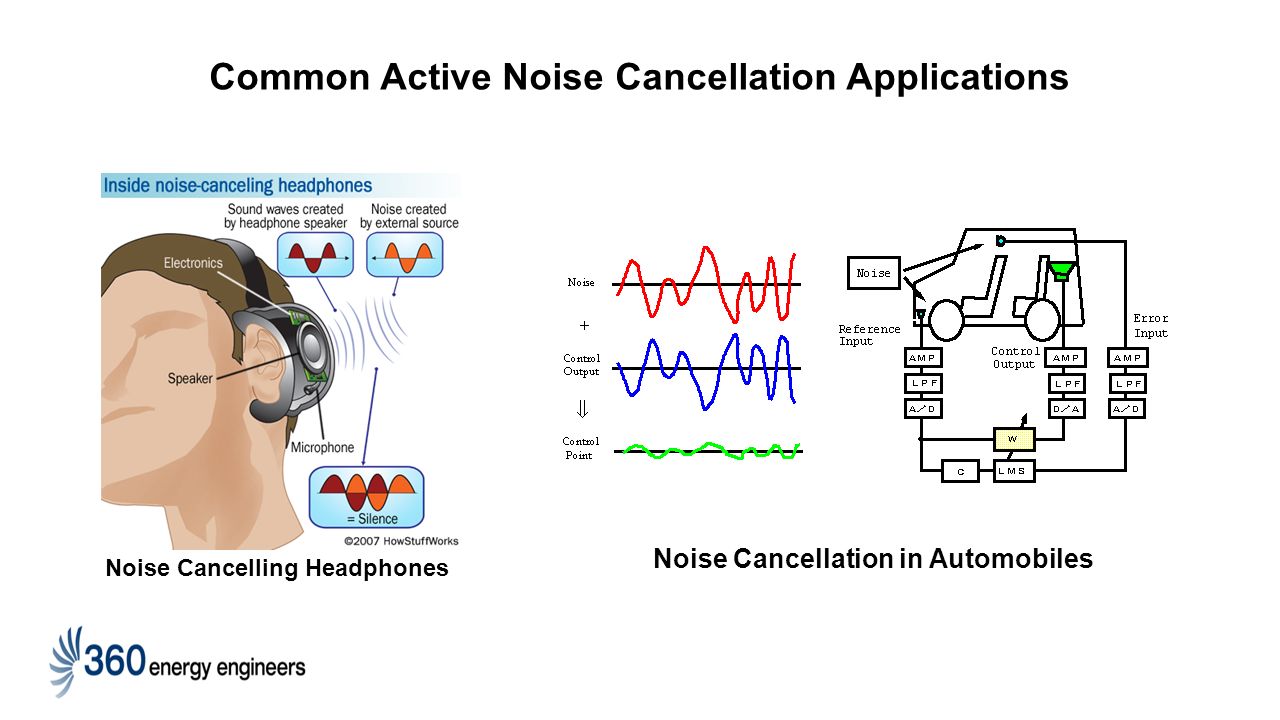 Common Active Noise Cancellation Applications
Inside noise-canceling headphones
Sound waves created
by headphone speaker
Noise created
by external source
Electronics
Speaker
Microphone
= Silence
©2007 HowStuffWorks
Noise Cancelling Headphones
Noise
+
Control
Output
⇓
Control
Point
Noise
Reference
Input
Control
Output
Error
Input
AMP
AMP
AMP
LPF
LPF
LPF
A/D
D/A
A/D
W
C
LMS
Noise Cancellation in Automobiles
360 energy engineers